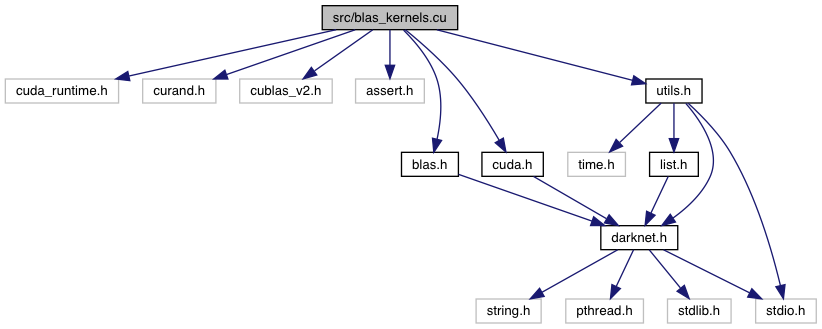 src/blas_kernels.cu
cuda_runtime.h
curand.h
cublas_v2.h
assert.h
utils.h
blas.h
cuda.h
time.h
list.h
darknet.h
string.h
pthread.h
stdlib.h
stdio.h